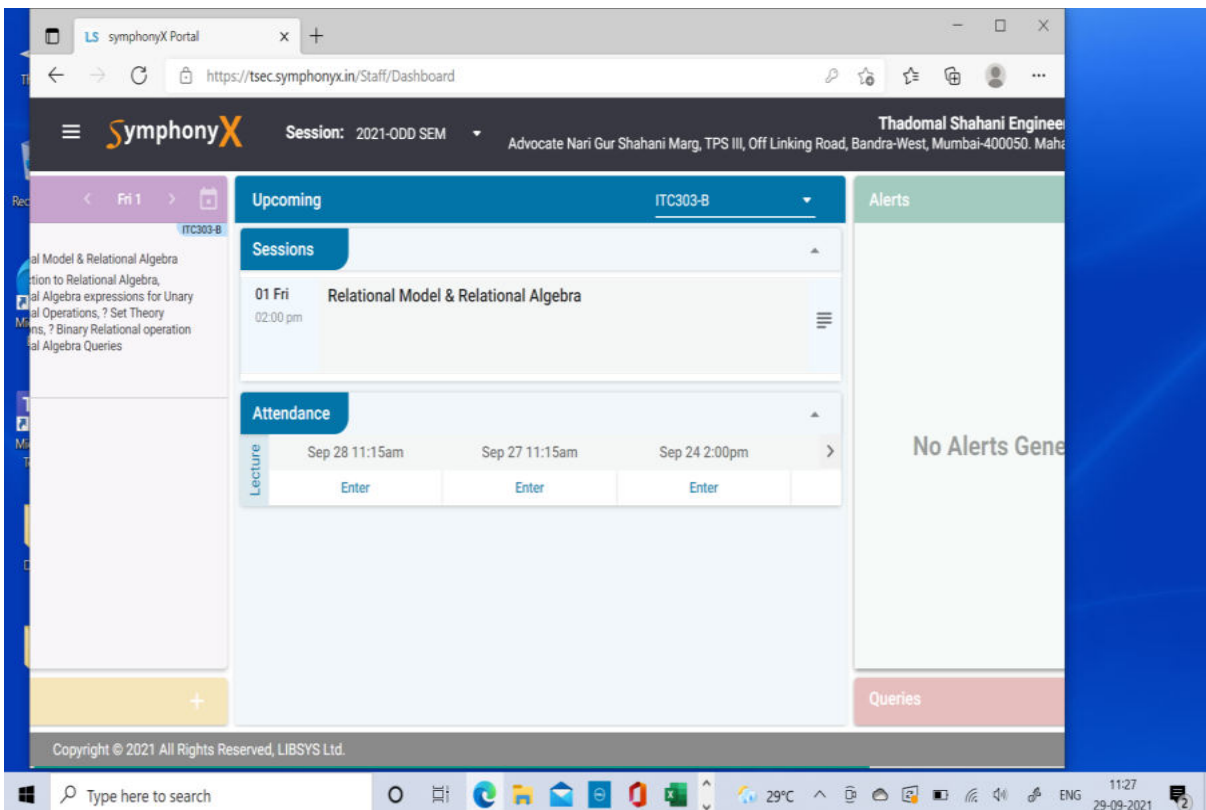 LS symphonyX Portal
https://tsec.symphonyx.in/Staff/Dashboard
SymphonyX
Session: 2021-ODD SEM
Thadomal Shahani Enginee
Advocate Nari Gur Shahani Marg, TPS III, Off Linking Road, Bandra-West, Mumbai-400050. Maha
Fri 1
ITC303-B
al Model & Relational Algebra
tion to Relational Algebra,
al Algebra expressions for Unary
al Operations, ? Set Theory
ns, ? Binary Relational operation
al Algebra Queries
Upcoming
ITC303-B
Sessions
01 Fri
Relational Model & Relational Algebra
02:00 pm
Attendance
Lecture
Sep 28 11:15am Sep 27 11:15am Sep 24 2:00pm
Enter Enter Enter
Alerts
No Alerts Gene
Queries
Copyright © 2021 All Rights Reserved, LIBSYS Ltd.
Type here to search
29°C
ENG
11:27
29-09-2021
2